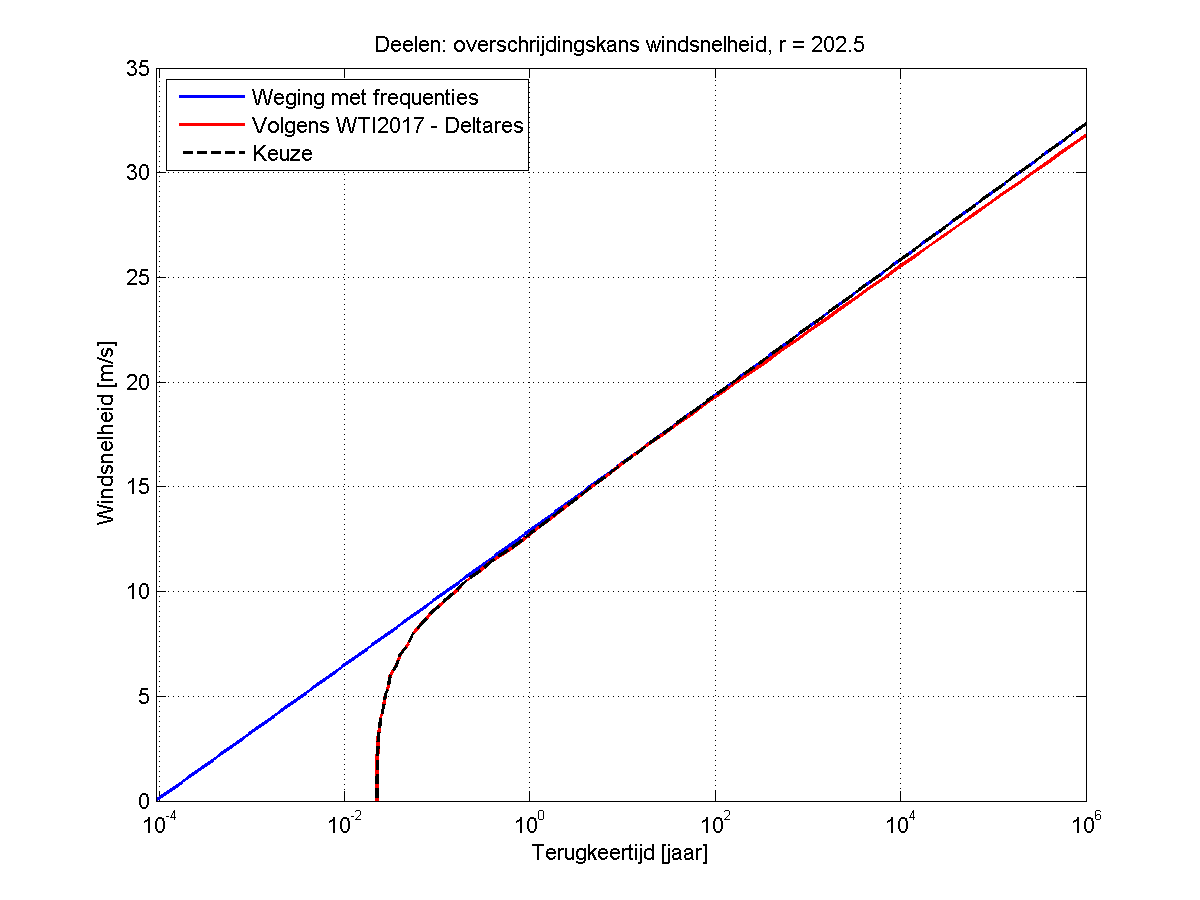 Deelen: overschrijdingskans windsnelheid, r = 202.5
Weging met frequenties
Volgens WTI2017 - Deltares
Keuze
35
30
25
20
15
10
5
0
Windsnelheid [m/s]
10^-4 10^-2 10^0 10^2 10^4 10^6
Terugkeertijd [jaar]